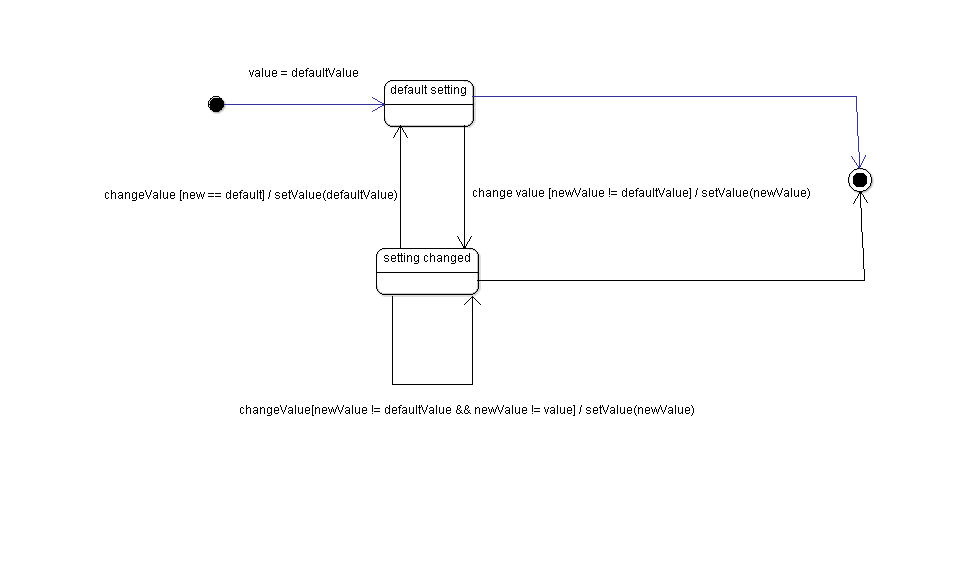 value = defaultValue
default setting
changeValue [new == default] / setValue(defaultValue)
change value [newValue != defaultValue] / setValue(newValue)
setting changed
changeValue[newValue != defaultValue && newValue != value] / setValue(newValue)